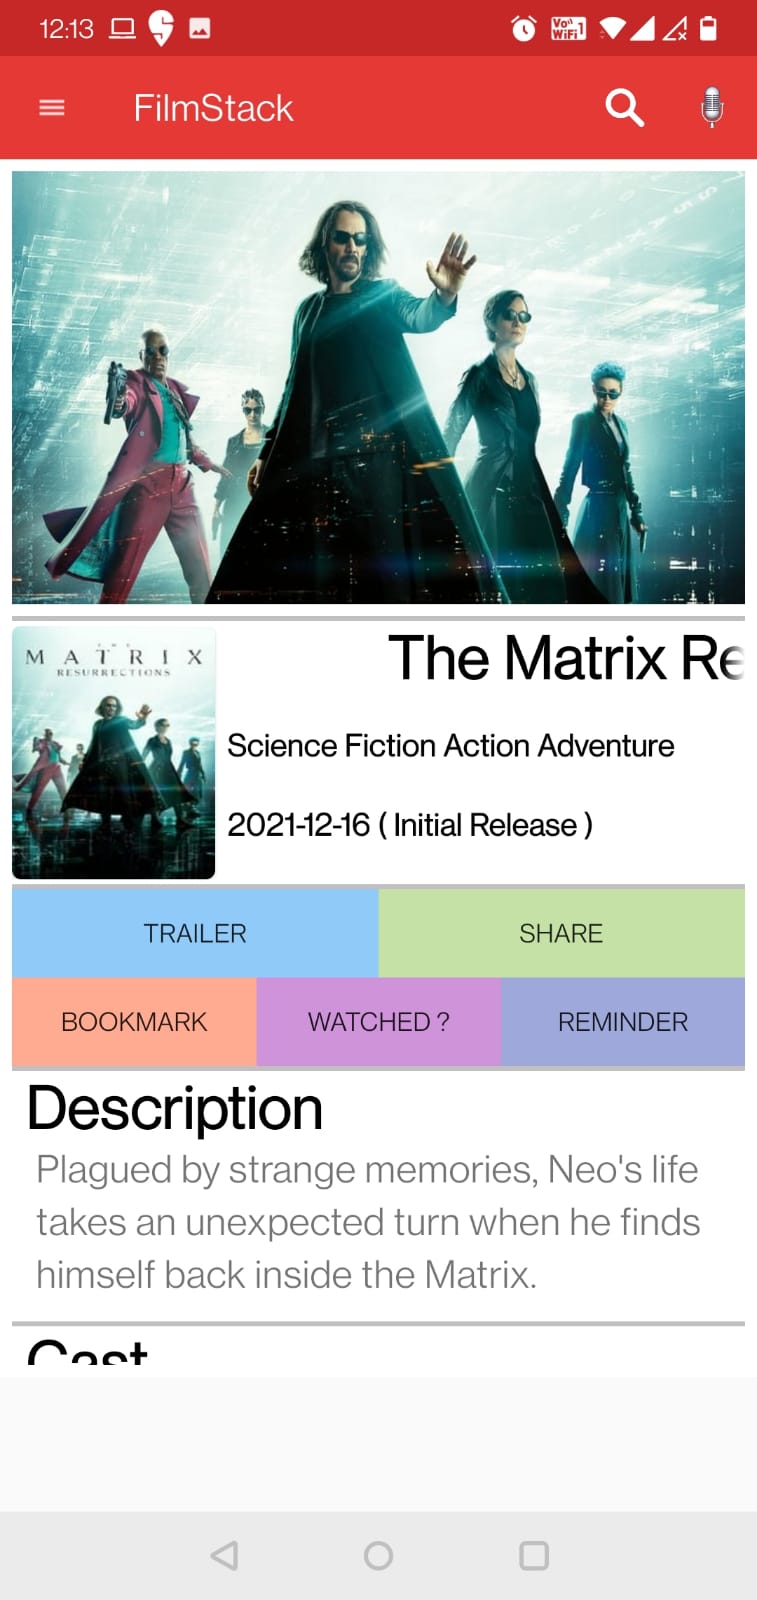 12:13
Vo)) 1
WiFi
FilmStack
THE
MATRIX
RESURRECTIONS
The Matrix Re
Science Fiction Action Adventure
2021-12-16 ( Initial Release )
TRAILER SHARE
BOOKMARK WATCHED ? REMINDER
Description
Plagued by strange memories, Neo's life
takes an unexpected turn when he finds
himself back inside the Matrix.
Cast